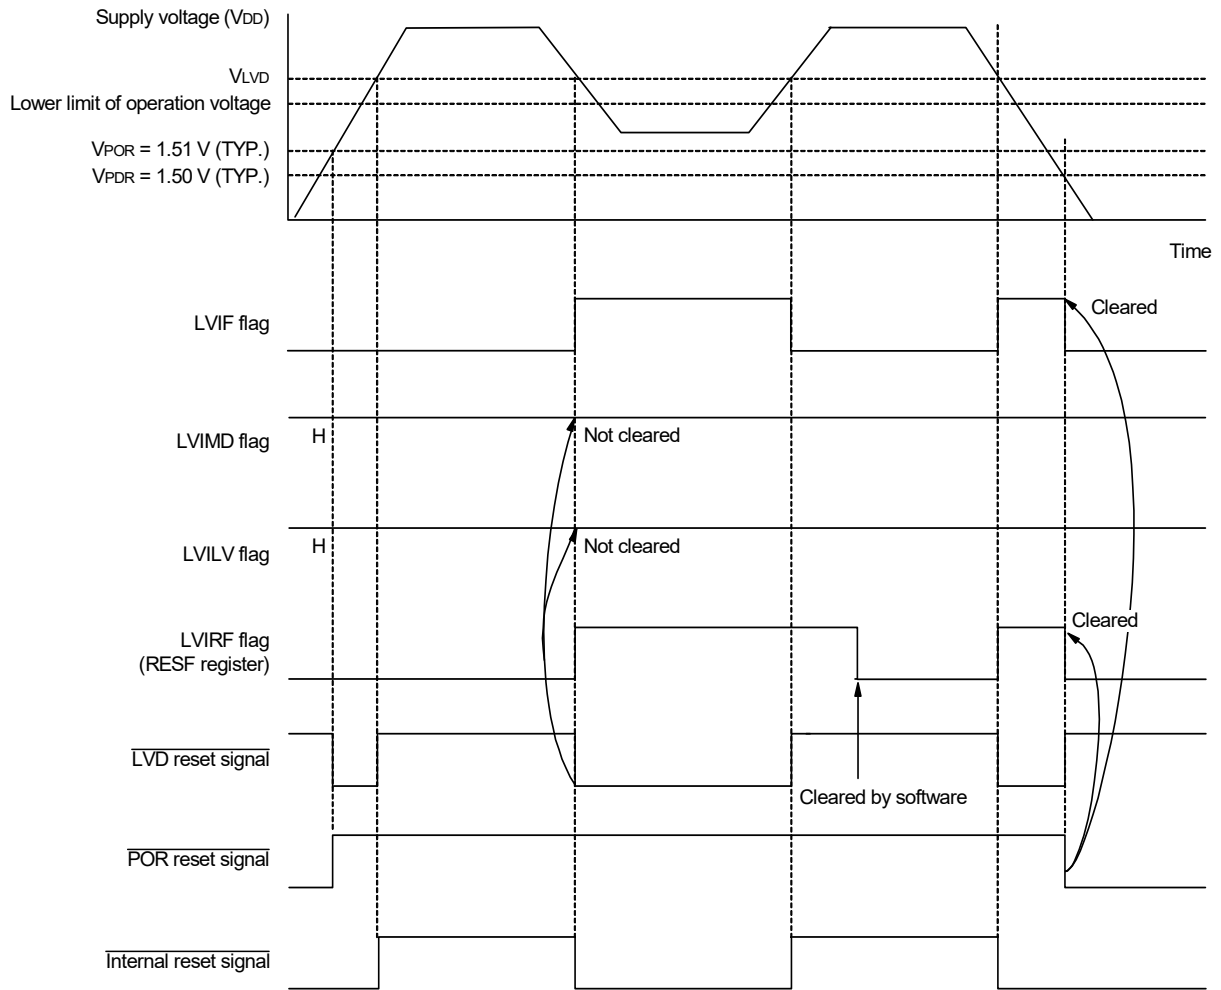 Supply voltage (VDD)
VLVD
Lower limit of operation voltage
VPOR = 1.51 V (TYP.)
VPDR = 1.50 V (TYP.)
Time
LVIF flag
Cleared
LVIMD flag
H
Not cleared
LVILV flag
H
Not cleared
LVIRF flag
(RESF register)
Cleared
LVD reset signal
Cleared by software
POR reset signal
Internal reset signal